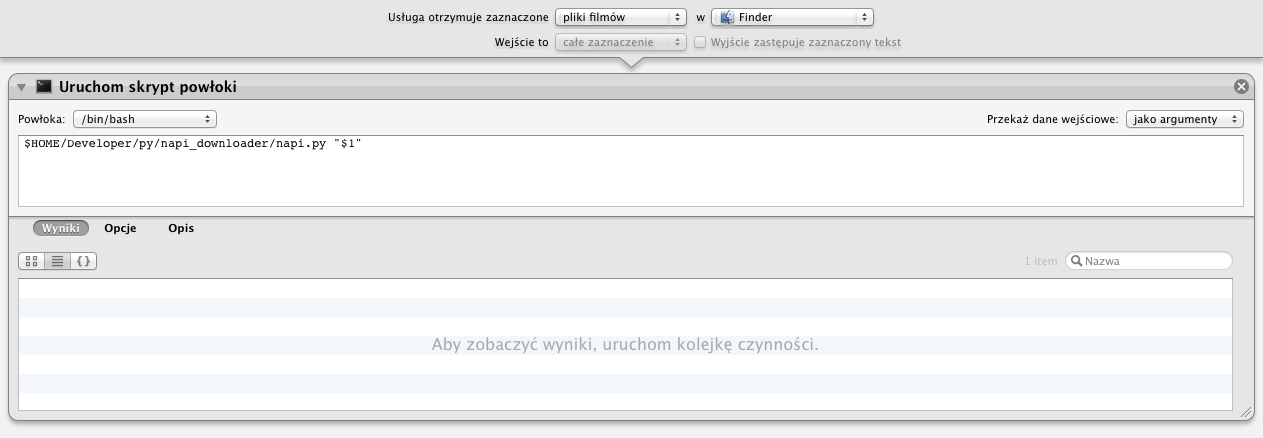 Usługa otrzymuje zaznaczone pliki filmów w Finder
Wejście to całe zaznaczenie Wyjście zastępuje zaznaczony tekst
Uruchom skrypt powłoki
Powłoka: /bin/bash Przekaż dane wejściowe: jako argumenty
$HOME/Developer/py/napi_downloader/napi.py "$1"
Wyniki Opcje Opis
1 item Nazwa
Aby zobaczyć wyniki, uruchom kolejkę czynności.